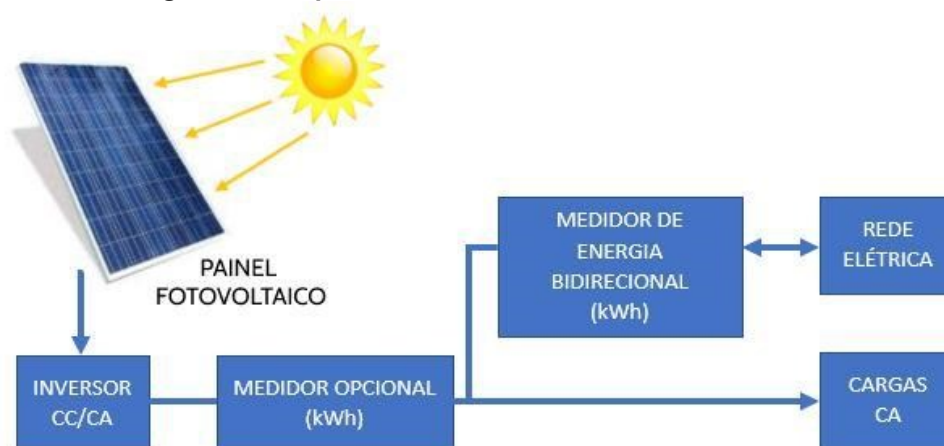 PAINEL
FOTOVOLTAICO
MEDIDOR DE
ENERGIA
BIDIRECIONAL
(kWh)
REDE
ELÉTRICA
INVERSOR
CC/CA
MEDIDOR OPCIONAL
(kWh)
CARGAS
CA